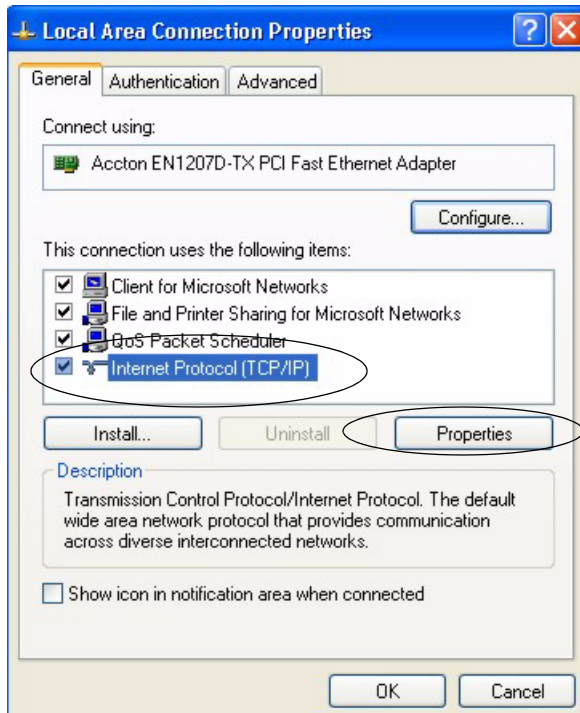 Local Area Connection Properties
General Authentication Advanced
Connect using:
Accton EN1207D-TX PCI Fast Ethernet Adapter
Configure...
This connection uses the following items:
Client for Microsoft Networks
File and Printer Sharing for Microsoft Networks
QoS Packet Scheduler
Internet Protocol (TCP/IP)
Install... Uninstall Properties
Description
Transmission Control Protocol/Internet Protocol. The default
wide area network protocol that provides communication
across diverse interconnected networks.
Show icon in notification area when connected
OK Cancel